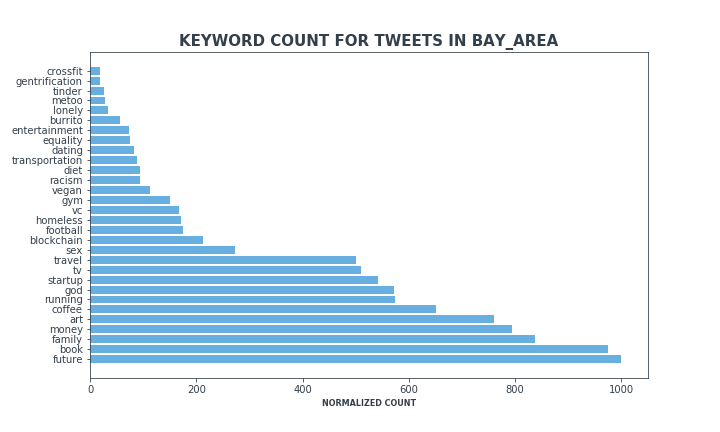 KEYWORD COUNT FOR TWEETS IN BAY_AREA
crossfit
gentrification
tinder
metoo
lonely
burrito
entertainment
equality
dating
transportation
diet
racism
vegan
gym
vc
homeless
football
blockchain
sex
travel
tv
startup
god
running
coffee
art
money
family
book
future
0 200 400 600 800 1000
NORMALIZED COUNT